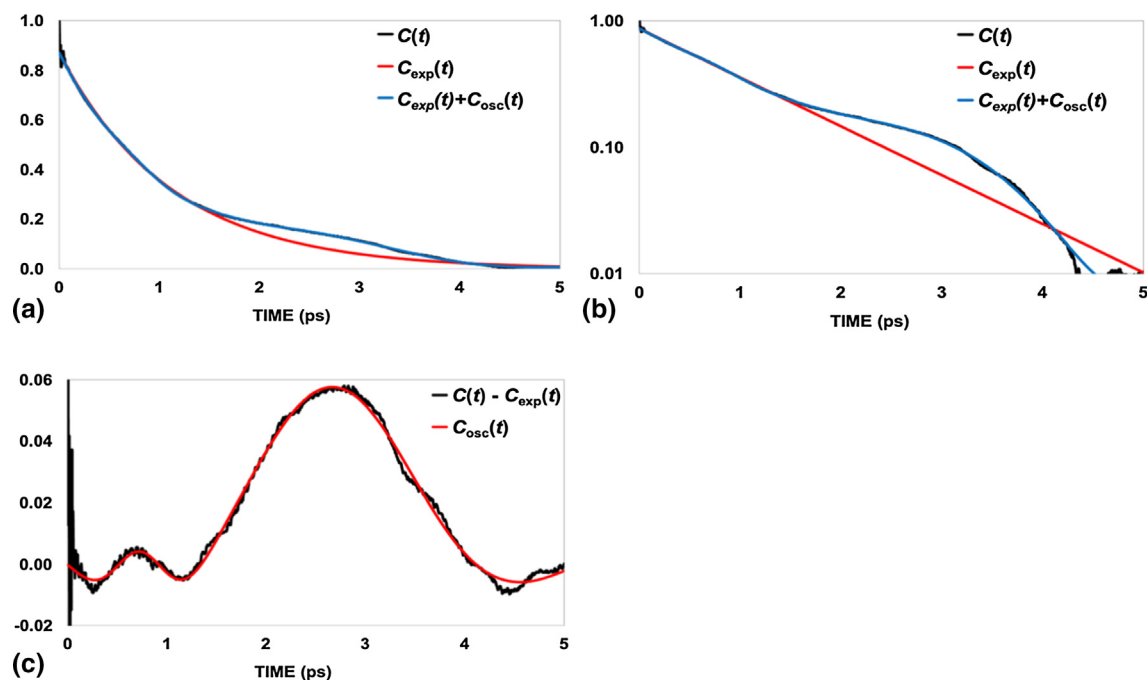 1.0
0.8
0.6
0.4
0.2
0.0
0 1 2 3 4 5
TIME (ps)
C(t)
C_exp(t)
C_exp(t)+C_osc(t)
(a)
1.00
0.10
0.01
0 1 2 3 4 5
TIME (ps)
C(t)
C_exp(t)
C_exp(t)+C_osc(t)
(b)
0.06
0.04
0.02
0.00
-0.02
0 1 2 3 4 5
TIME (ps)
C(t) - C_exp(t)
C_osc(t)
(c)